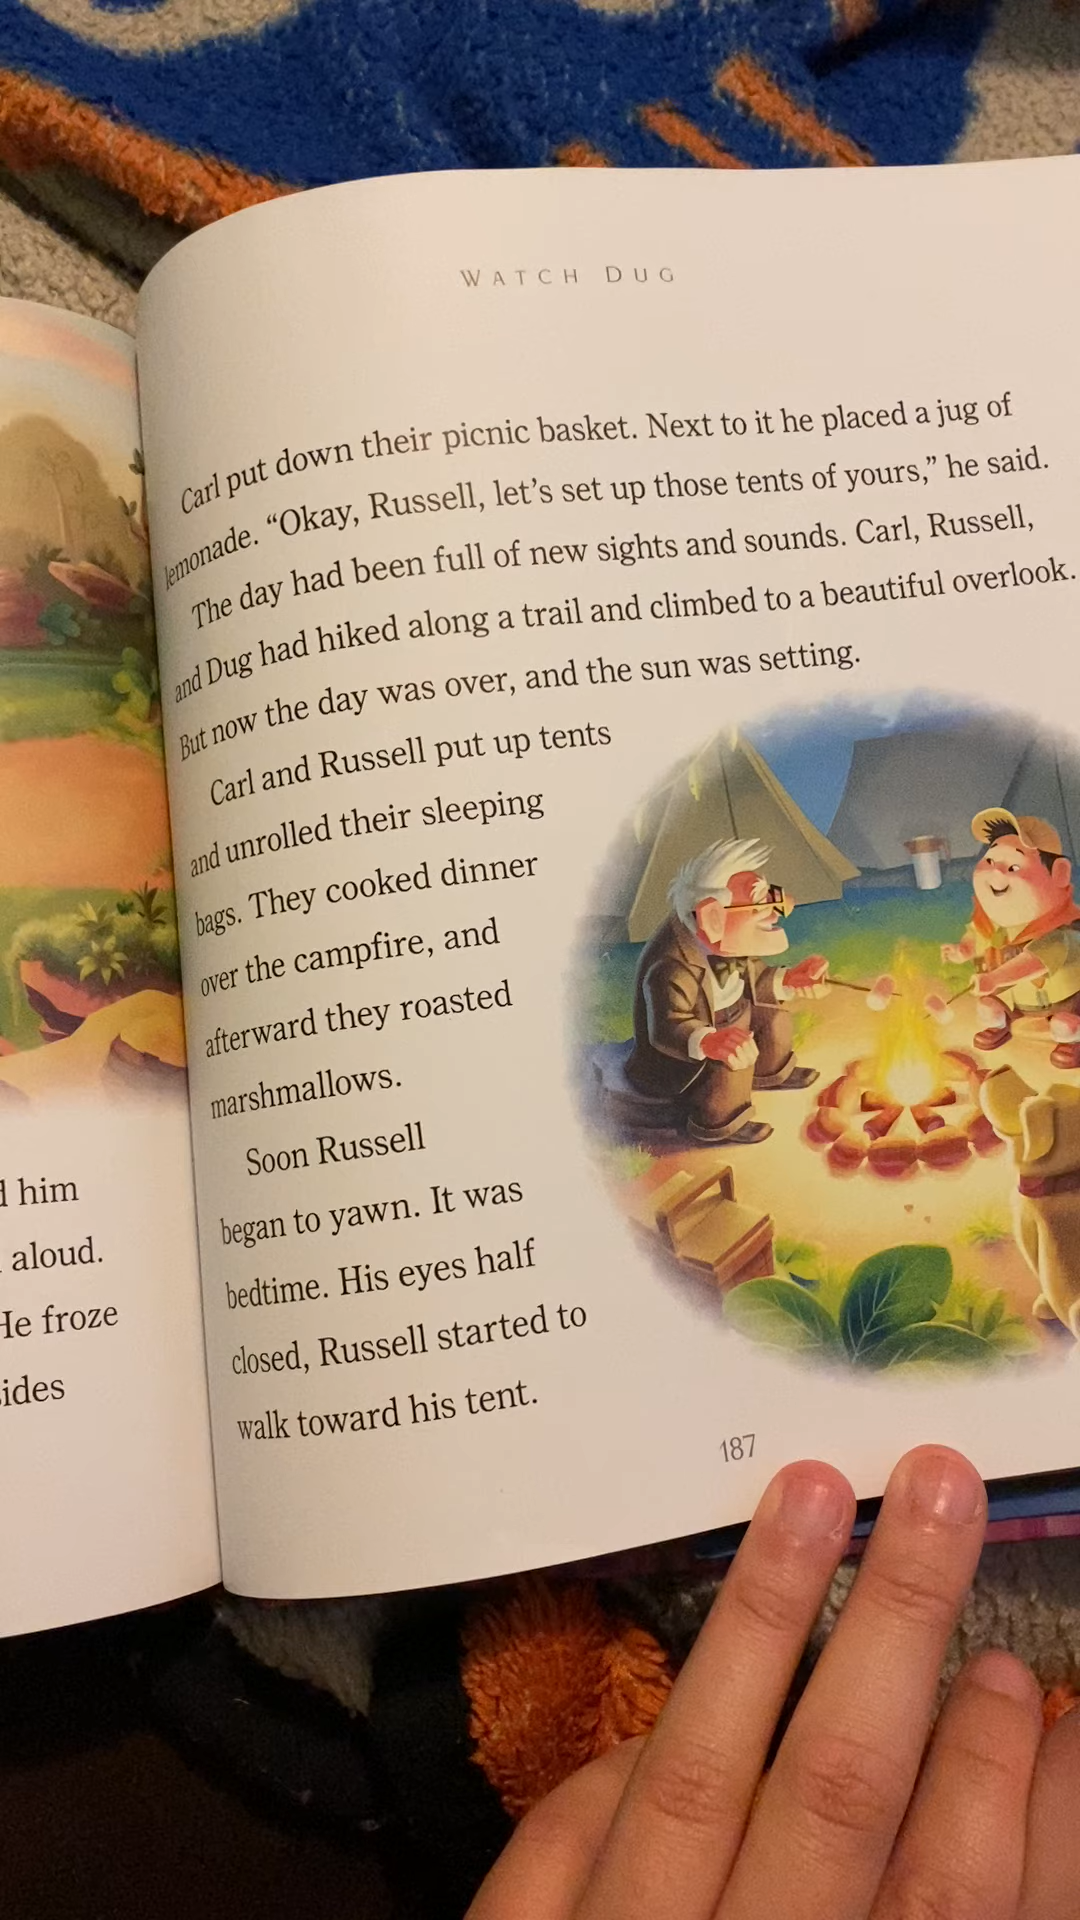 d him
aloud.
He froze
sides
WATCH DUG
Carl put down their picnic basket. Next to it he placed a jug of
lemonade. “Okay, Russell, let’s set up those tents of yours,” he said.
The day had been full of new sights and sounds. Carl, Russell,
and Dug had hiked along a trail and climbed to a beautiful overlook.
But now the day was over, and the sun was setting.
Carl and Russell put up tents
and unrolled their sleeping
bags. They cooked dinner
over the campfire, and
afterward they roasted
marshmallows.
Soon Russell
began to yawn. It was
bedtime. His eyes half
closed, Russell started to
walk toward his tent.
187